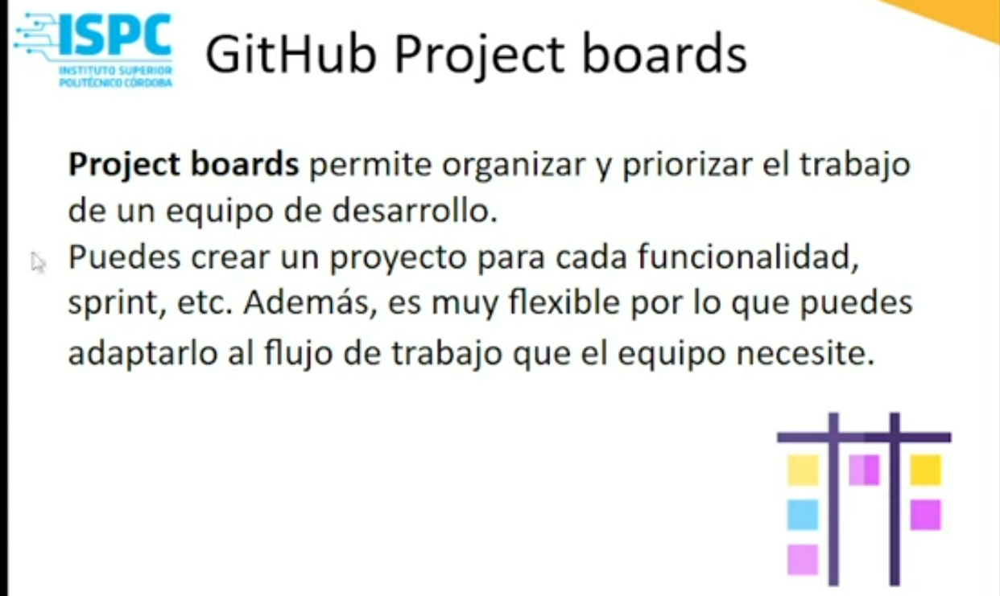 ISPC
INSTITUTO SUPERIOR
POLITÉCNICO CÓRDOBA
GitHub Project boards
Project boards permite organizar y priorizar el trabajo
de un equipo de desarrollo.
Puedes crear un proyecto para cada funcionalidad,
sprint, etc. Además, es muy flexible por lo que puedes
adaptarlo al flujo de trabajo que el equipo necesite.